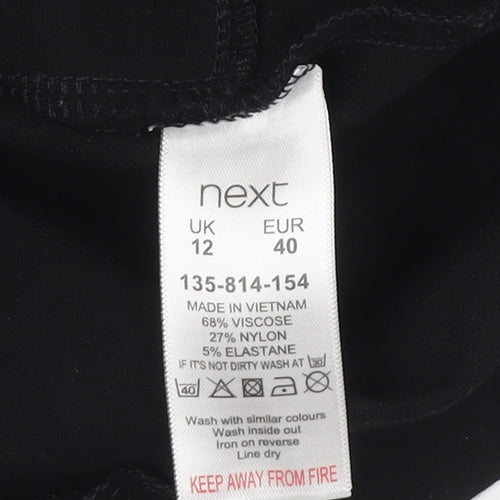 next
UK EUR
12 40
135-814-154
MADE IN VIETNAM
68% VISCOSE
27% NYLON
5% ELASTANE
IF IT'S NOT DIRTY WASH AT 30
40
Wash with similar colours
Wash inside out
Iron on reverse
Line dry
KEEP AWAY FROM FIRE